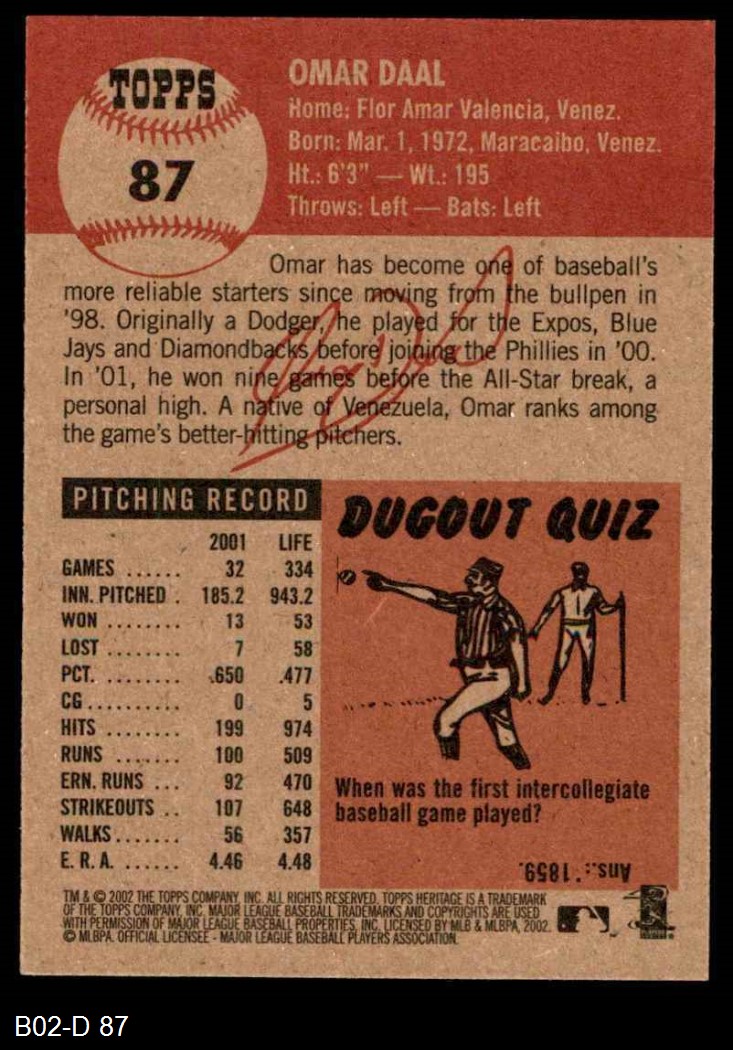 TOPPS
87
OMAR DAAL
Home: Flor Amar Valencia, Venez.
Born: Mar. 1, 1972, Maracaibo, Venez.
Ht.: 6'3" — Wt.: 195
Throws: Left — Bats: Left
Omar has become one of baseball's
more reliable starters since moving from the bullpen in
'98. Originally a Dodger, he played for the Expos, Blue
Jays and Diamondbacks before joining the Phillies in '00.
In '01, he won nine games before the All-Star break, a
personal high. A native of Venezuela, Omar ranks among
the game's better-hitting pitchers.
PITCHING RECORD
2001 LIFE
GAMES ...... 32 334
INN. PITCHED . 185.2 943.2
WON ........ 13 53
LOST ........ 7 58
PCT. ........ .650 .477
CG .......... 0 5
HITS ........ 199 974
RUNS ....... 100 509
ERN. RUNS ... 92 470
STRIKEOUTS .. 107 648
WALKS ....... 56 357
E. R. A. ...... 4.46 4.48
DUGOUT QUIZ
When was the first intercollegiate
baseball game played?
Ans.: 1859.
TM & © 2002 THE TOPPS COMPANY, INC. ALL RIGHTS RESERVED. TOPPS HERITAGE IS A TRADEMARK
OF THE TOPPS COMPANY, INC. MAJOR LEAGUE BASEBALL TRADEMARKS AND COPYRIGHTS ARE USED
WITH PERMISSION OF MAJOR LEAGUE BASEBALL PROPERTIES, INC. LICENSED BY MLB & MLBPA, 2002.
© MLBPA. OFFICIAL LICENSEE - MAJOR LEAGUE BASEBALL PLAYERS ASSOCIATION.
B02-D 87